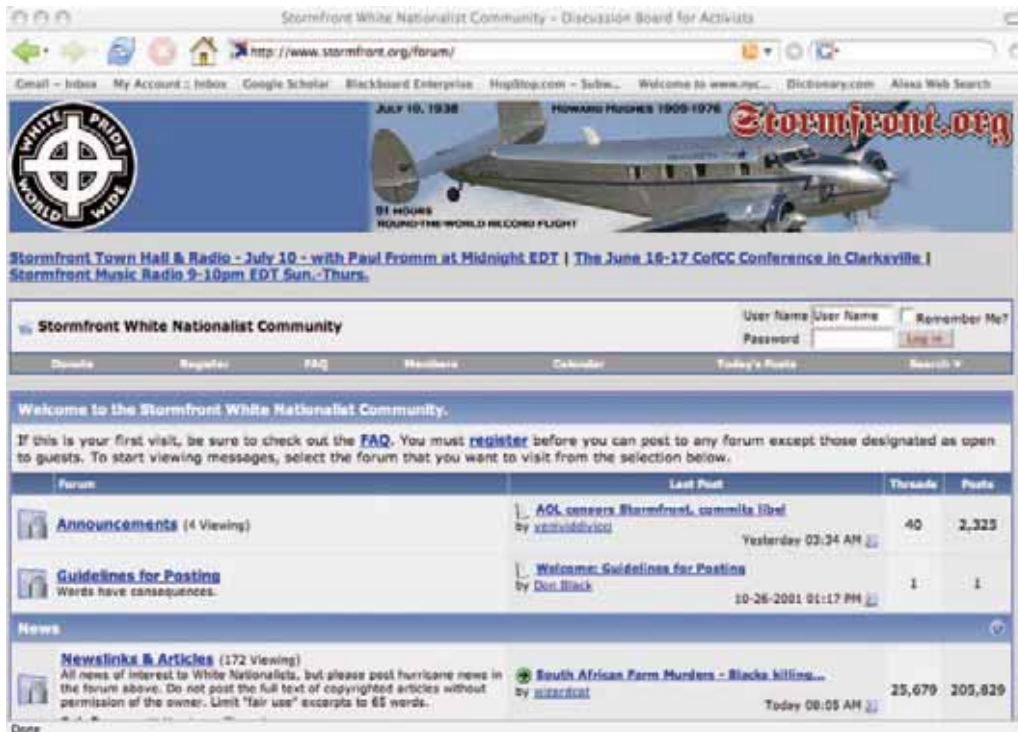 Stormfront White Nationalist Community – Discussion Board for Activists
http://www.stormfront.org/forum/
Gmail – Inbox My Account :: Inbox Google Scholar Blackboard Enterprise HopStop.com – Subw... Welcome to www.nyc... Dictionary.com Alexa Web Search
WHITE PRIDE WORLD WIDE
JULY 10, 1938 HOWARD HUGHES 1905-1976 Stormfront.org
91 HOURS
ROUND-THE-WORLD RECORD FLIGHT
Stormfront Town Hall & Radio - July 10 - with Paul Fromm at Midnight EDT | The June 16-17 CofCC Conference in Clarksville |
Stormfront Music Radio 9-10pm EDT Sun.-Thurs.
Stormfront White Nationalist Community
User Name User Name Remember Me?
Password Log in
Donate Register FAQ Members Calendar Today's Posts Search
Welcome to the Stormfront White Nationalist Community.
If this is your first visit, be sure to check out the FAQ. You must register before you can post to any forum except those designated as open
to guests. To start viewing messages, select the forum that you want to visit from the selection below.
Forum Last Post Threads Posts
Announcements (4 Viewing)
AOL censors Stormfront, commits libel
by
Yesterday 03:34 AM
40 2,325
Guidelines for Posting
Words have consequences.
Welcome: Guidelines for Posting
by Don Black
10-26-2001 01:17 PM
1 1
News
Newslinks & Articles (172 Viewing)
All news of interest to White Nationalists, but please post hurricane news in
the forum above. Do not post the full text of copyrighted articles without
permission of the owner. Limit "fair use" excerpts to 65 words.
South African Farm Murders - Blacks killing...
by wizardcat
Today 08:05 AM
25,679 205,829
Done